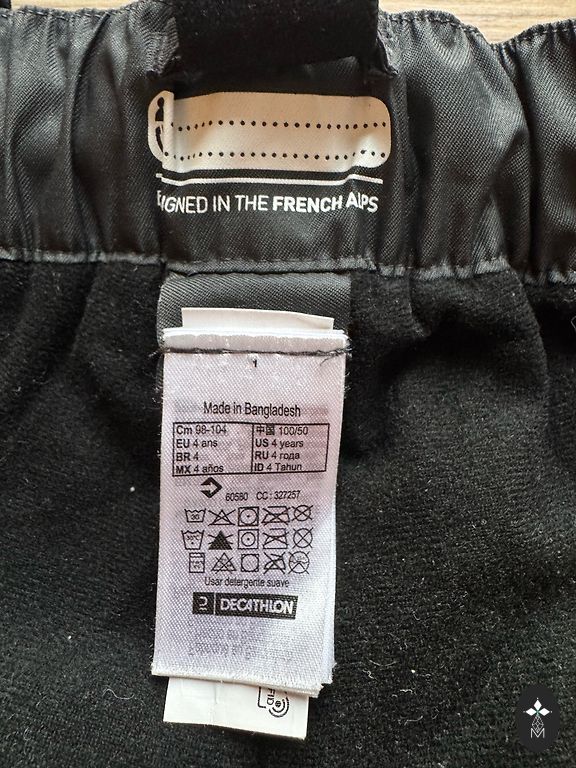 IGNED IN THE FRENCH ALPS
1
Made in Bangladesh
Cm 98-104 中国 100/50
EU 4 ans US 4 years
BR 4 RU 4 года
MX 4 años ID 4 Tahun
60580 CC: 327257
Usar detergente suave
DECATHLON
M